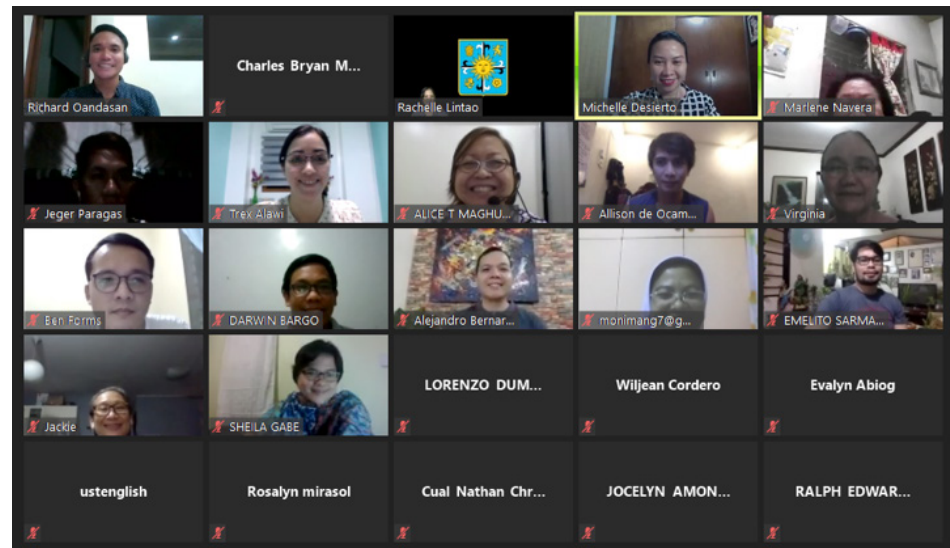 Richard Oandasan
Charles Bryan M...
Rachelle Lintao
Michelle Desierto
Marlene Navera
Jeger Paragas
Trex Alawi
ALICE T MAGHU...
Allison de Ocam...
Virginia
Ben Forms
DARWIN BARGO
Alejandro Bernar...
monimang7@g...
EMELITO SARMA...
Jackie
SHEILA GABE
LORENZO DUM...
Wiljean Cordero
Evalyn Abiog
ustenglish
Rosalyn mirasol
Cual Nathan Chr...
JOCELYN AMON...
RALPH EDWAR...